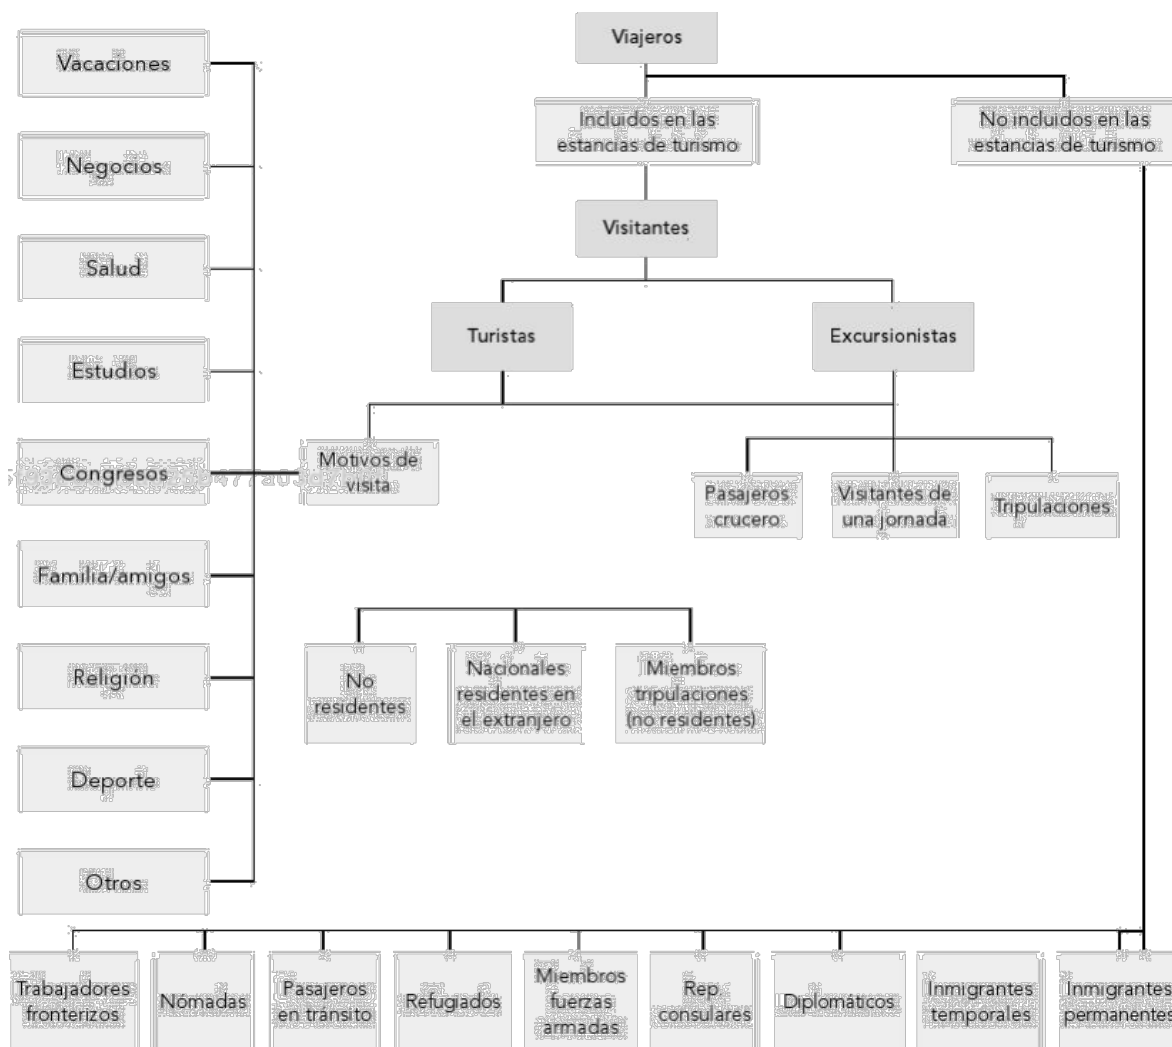 Viajeros
Incluidos en las
estancias de turismo
No incluidos en las
estancias de turismo
Visitantes
Turistas
Excursionistas
Motivos de
visita
Pasajeros
crucero
Visitantes de
una jornada
Tripulaciones
Vacaciones
Negocios
Salud
Estudios
Congresos
Familia/amigos
Religión
Deporte
Otros
No
residentes
Nacionales
residentes en
el extranjero
Miembros
tripulaciones
(no residentes)
Trabajadores
fronterizos
Nómadas
Pasajeros
en tránsito
Refugiados
Miembros
fuerzas
armadas
Rep.
consulares
Diplomáticos
Inmigrantes
temporales
Inmigrantes
permanentes